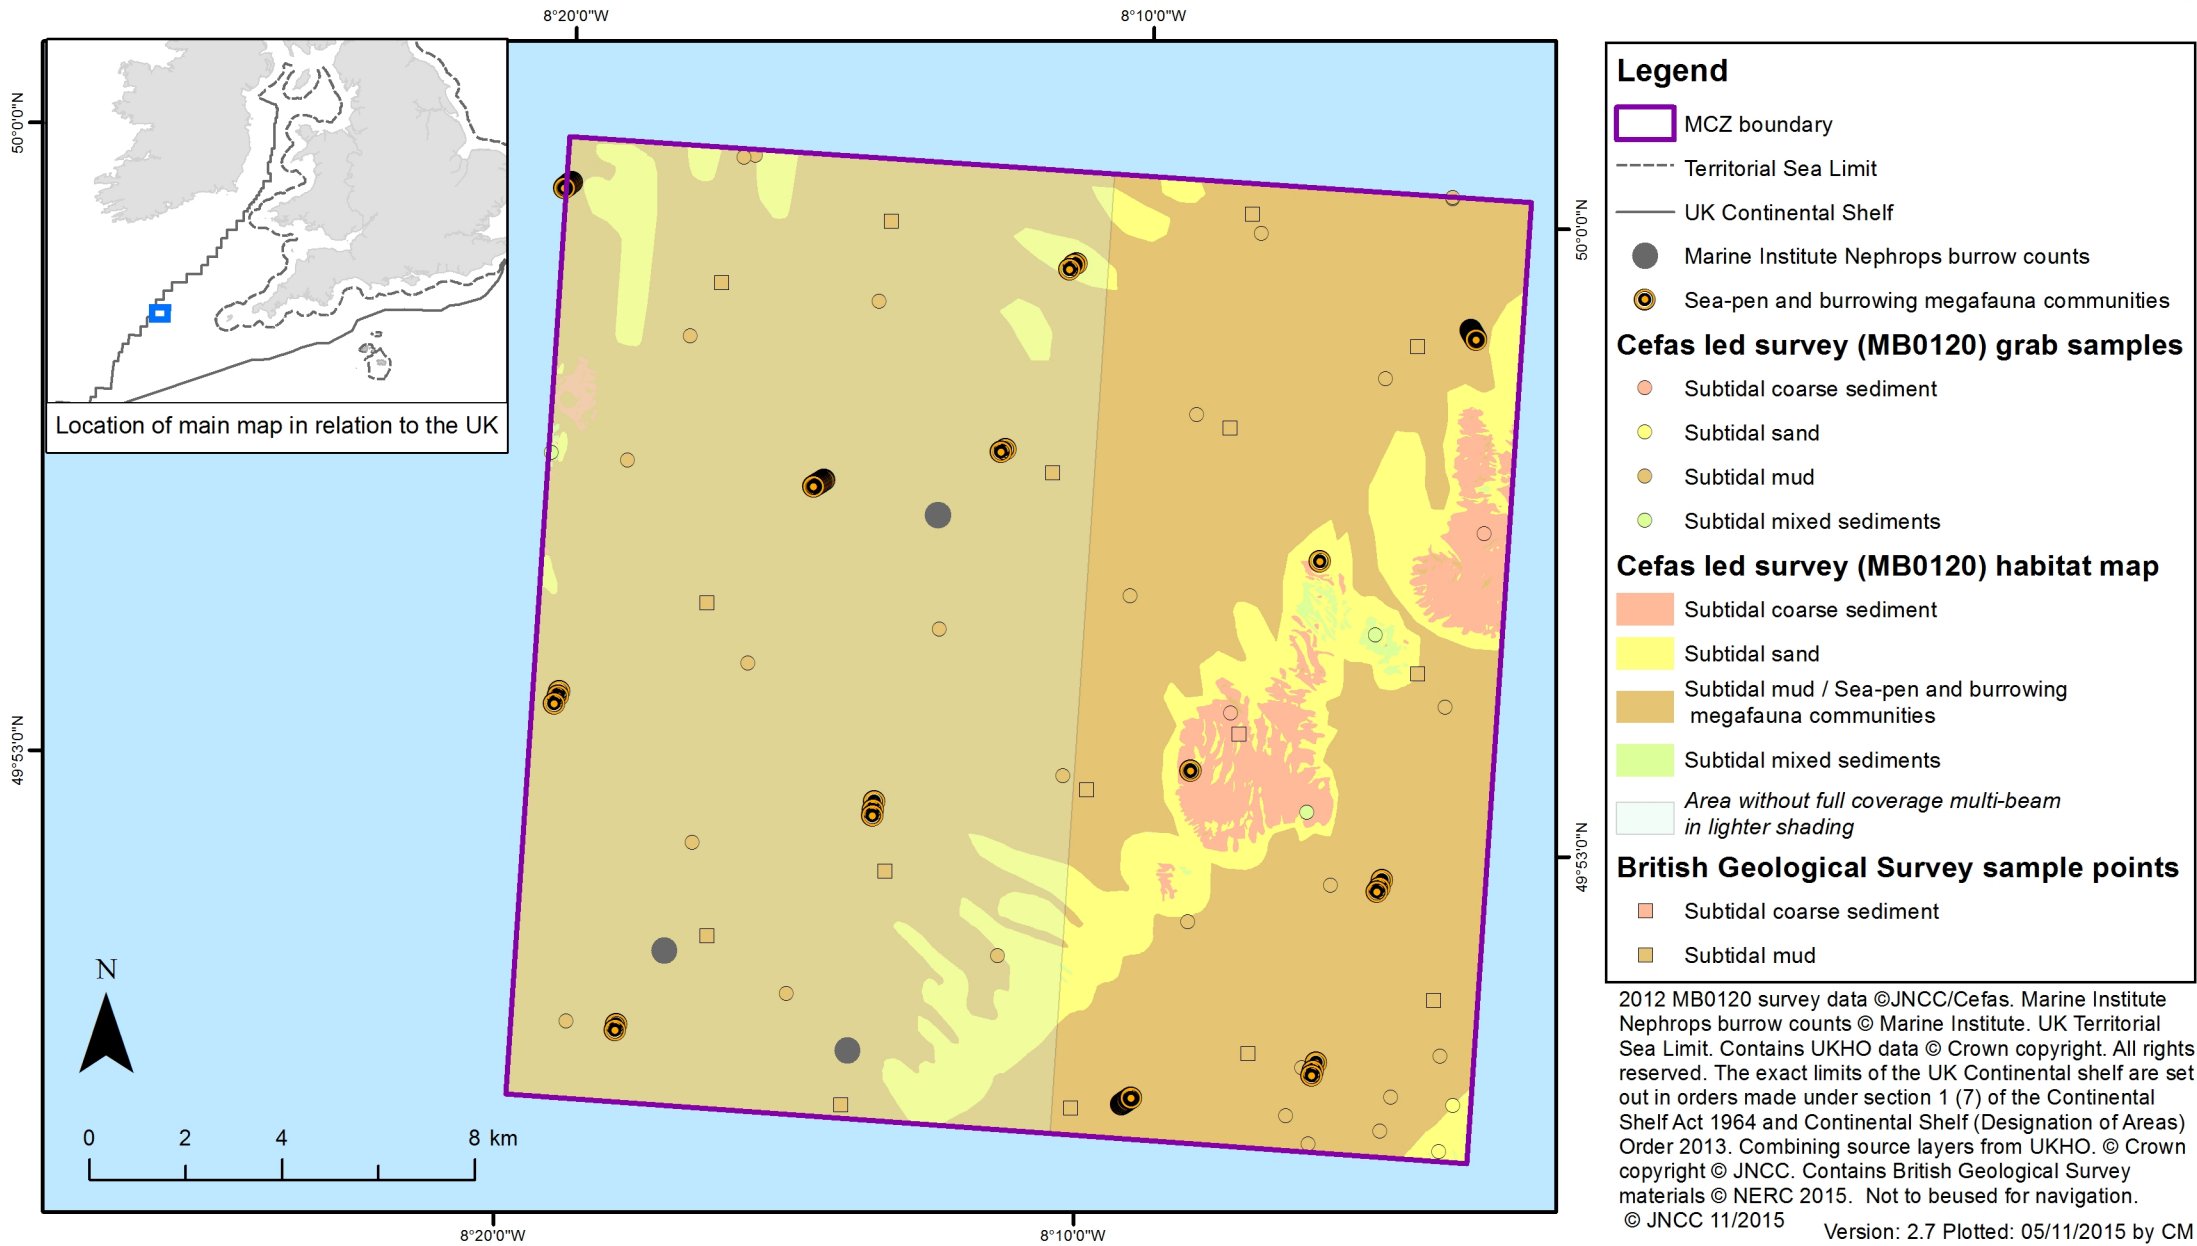 8°20'0"W
8°10'0"W
50°0'0"N
50°0'0"N
49°53'0"N
49°53'0"N
Location of main map in relation to the UK
N
0 2 4 8 km
8°20'0"W
8°10'0"W
Legend
MCZ boundary
Territorial Sea Limit
UK Continental Shelf
Marine Institute Nephrops burrow counts
Sea-pen and burrowing megafauna communities
Cefas led survey (MB0120) grab samples
Subtidal coarse sediment
Subtidal sand
Subtidal mud
Subtidal mixed sediments
Cefas led survey (MB0120) habitat map
Subtidal coarse sediment
Subtidal sand
Subtidal mud / Sea-pen and burrowing
megafauna communities
Subtidal mixed sediments
Area without full coverage multi-beam
in lighter shading
British Geological Survey sample points
Subtidal coarse sediment
Subtidal mud
2012 MB0120 survey data ©JNCC/Cefas. Marine Institute
Nephrops burrow counts © Marine Institute. UK Territorial
Sea Limit. Contains UKHO data © Crown copyright. All rights
reserved. The exact limits of the UK Continental shelf are set
out in orders made under section 1 (7) of the Continental
Shelf Act 1964 and Continental Shelf (Designation of Areas)
Order 2013. Combining source layers from UKHO. © Crown
copyright © JNCC. Contains British Geological Survey
materials © NERC 2015. Not to beused for navigation.
© JNCC 11/2015
Version: 2.7 Plotted: 05/11/2015 by CM